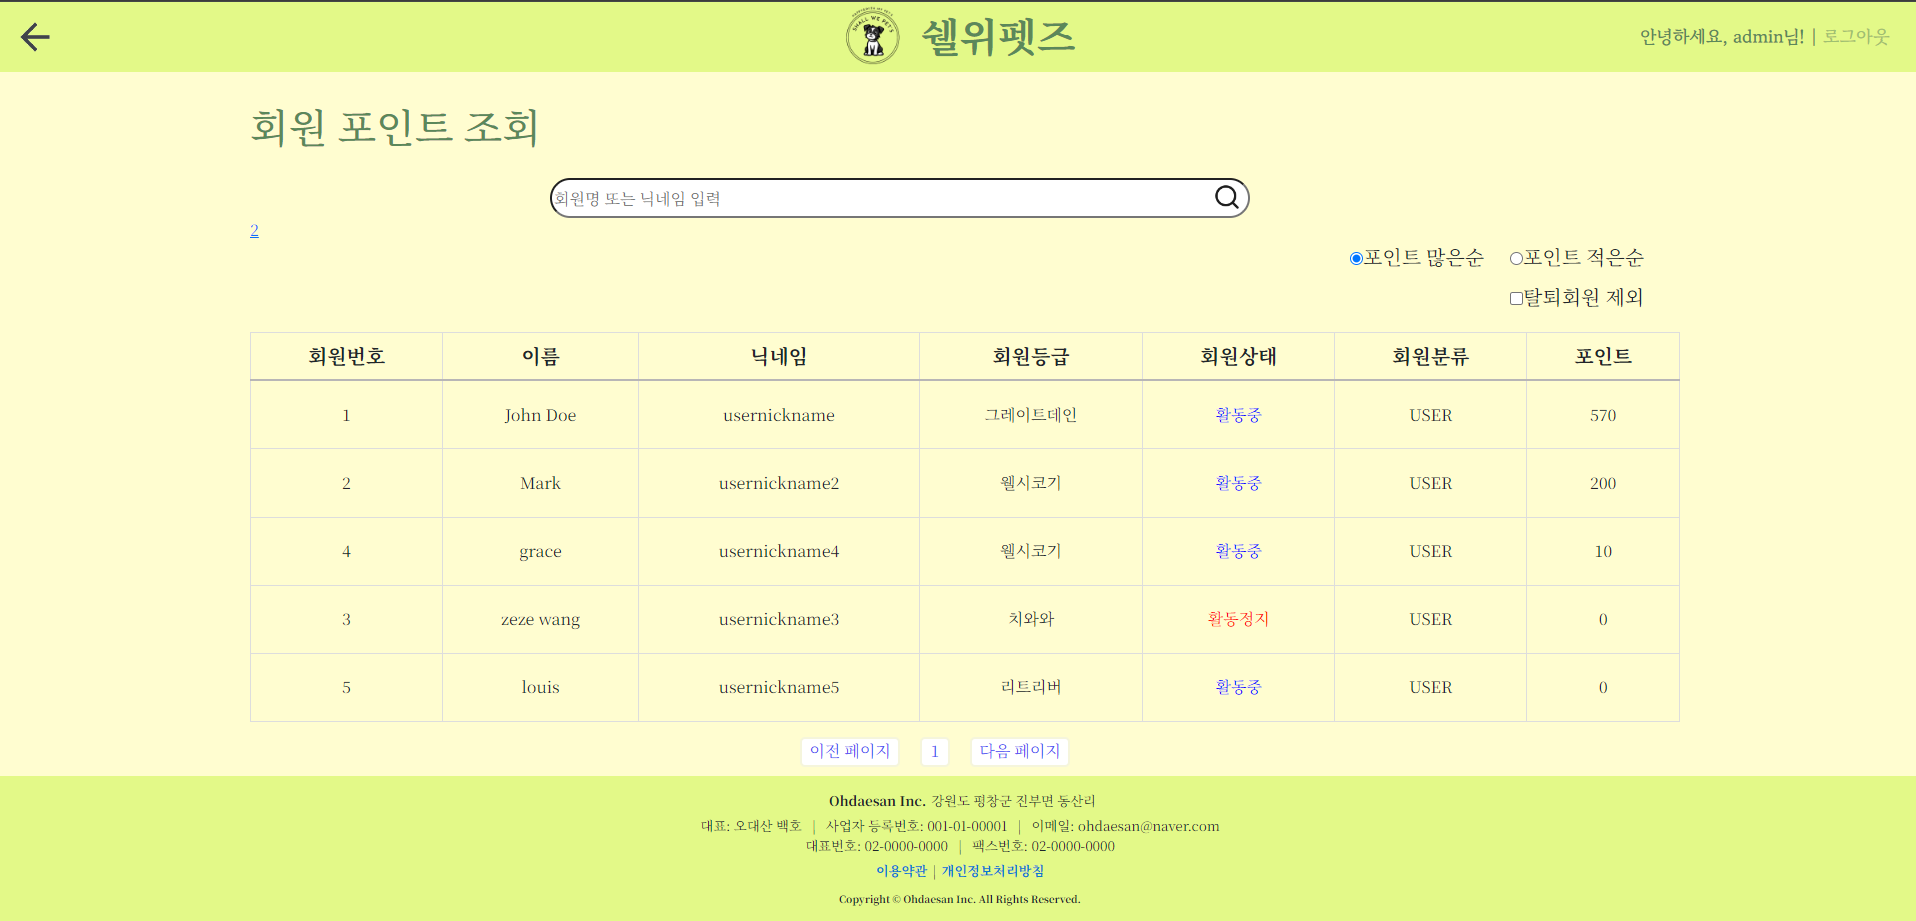 SHALL WE PET'S
쉘위펫즈
안녕하세요, admin님! | 로그아웃
회원 포인트 조회
회원명 또는 닉네임 입력
2
포인트 많은순 포인트 적은순
탈퇴회원 제외
회원번호 이름 닉네임 회원등급 회원상태 회원분류 포인트
1 John Doe usernickname 그레이트데인 활동중 USER 570
2 Mark usernickname2 웰시코기 활동중 USER 200
4 grace usernickname4 웰시코기 활동중 USER 10
3 zeze wang usernickname3 치와와 활동정지 USER 0
5 louis usernickname5 리트리버 활동중 USER 0
이전 페이지 1 다음 페이지
Ohdaesan Inc. 강원도 평창군 진부면 동산리
대표: 오대산 백호 | 사업자 등록번호: 001-01-00001 | 이메일: ohdaesan@naver.com
대표번호: 02-0000-0000 | 팩스번호: 02-0000-0000
이용약관 | 개인정보처리방침
Copyright © Ohdaesan Inc. All Rights Reserved.